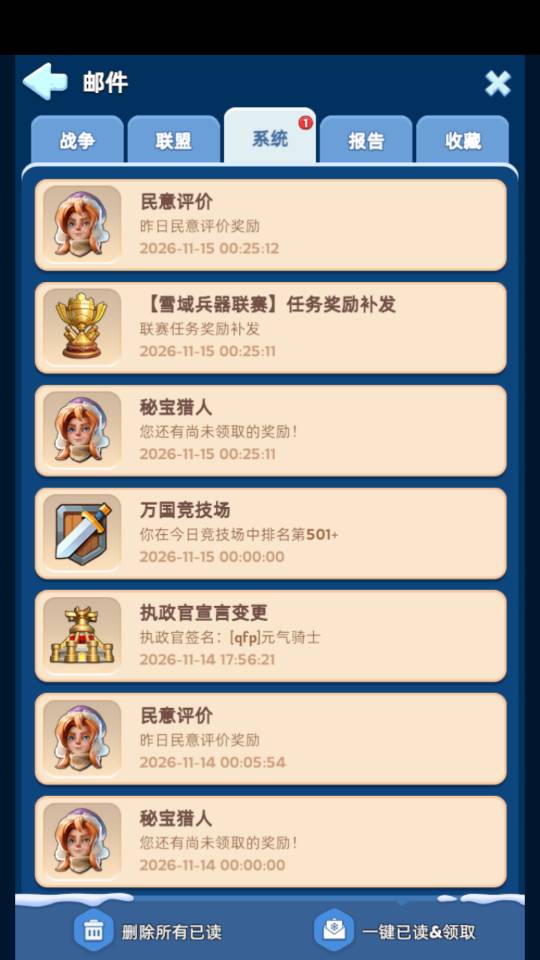 邮件
战争
联盟
系统
1
报告
收藏
民意评价
昨日民意评价奖励
2026-11-15 00:25:12
【雪域兵器联赛】任务奖励补发
联赛任务奖励补发
2026-11-15 00:25:11
秘宝猎人
您还有尚未领取的奖励！
2026-11-15 00:25:11
万国竞技场
你在今日竞技场中排名第501+
2026-11-15 00:00:00
执政官宣言变更
执政官签名：[qfp]元气骑士
2026-11-14 17:56:21
民意评价
昨日民意评价奖励
2026-11-14 00:05:54
秘宝猎人
您还有尚未领取的奖励！
2026-11-14 00:00:00
删除所有已读
一键已读&领取